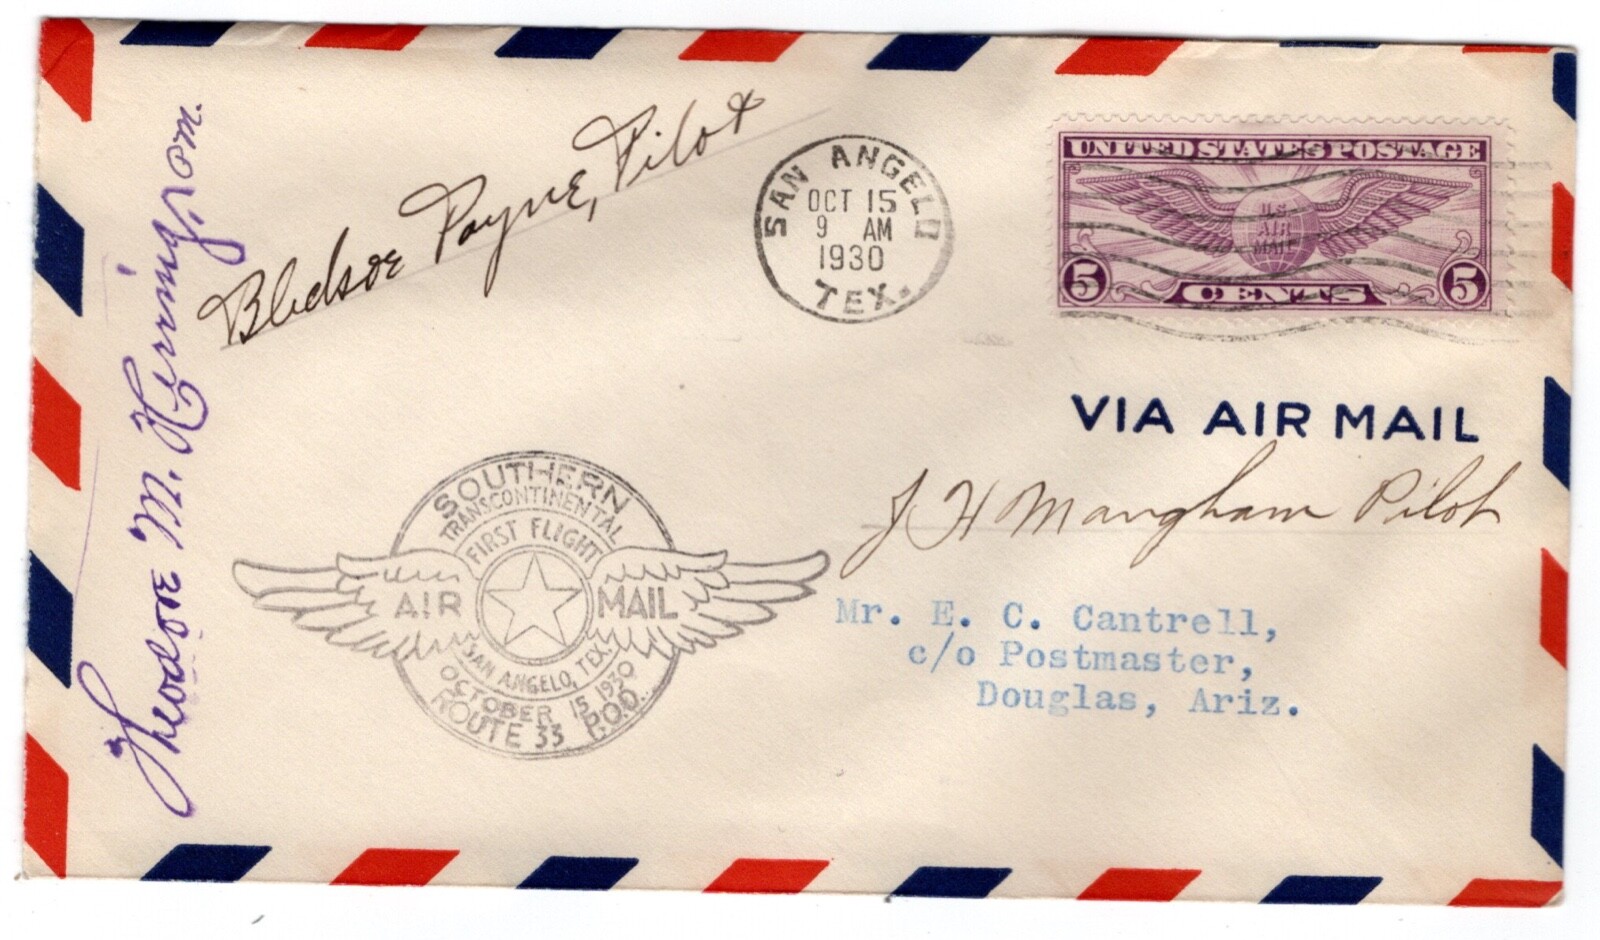 Theodore M. Herring, P.M.
Bledsoe Payne, Pilot
SAN ANGELO
OCT 15
9 AM
1930
TEX.
UNITED STATES POSTAGE
U.S.
AIR
MAIL
5 CENTS 5
VIA AIR MAIL
J H Mangham Pilot
SOUTHERN
TRANSCONTINENTAL
FIRST FLIGHT
AIR MAIL
SAN ANGELO, TEX.
OCTOBER 15, 1930
ROUTE 33 P.O.D.
Mr. E. C. Cantrell,
c/o Postmaster,
Douglas, Ariz.